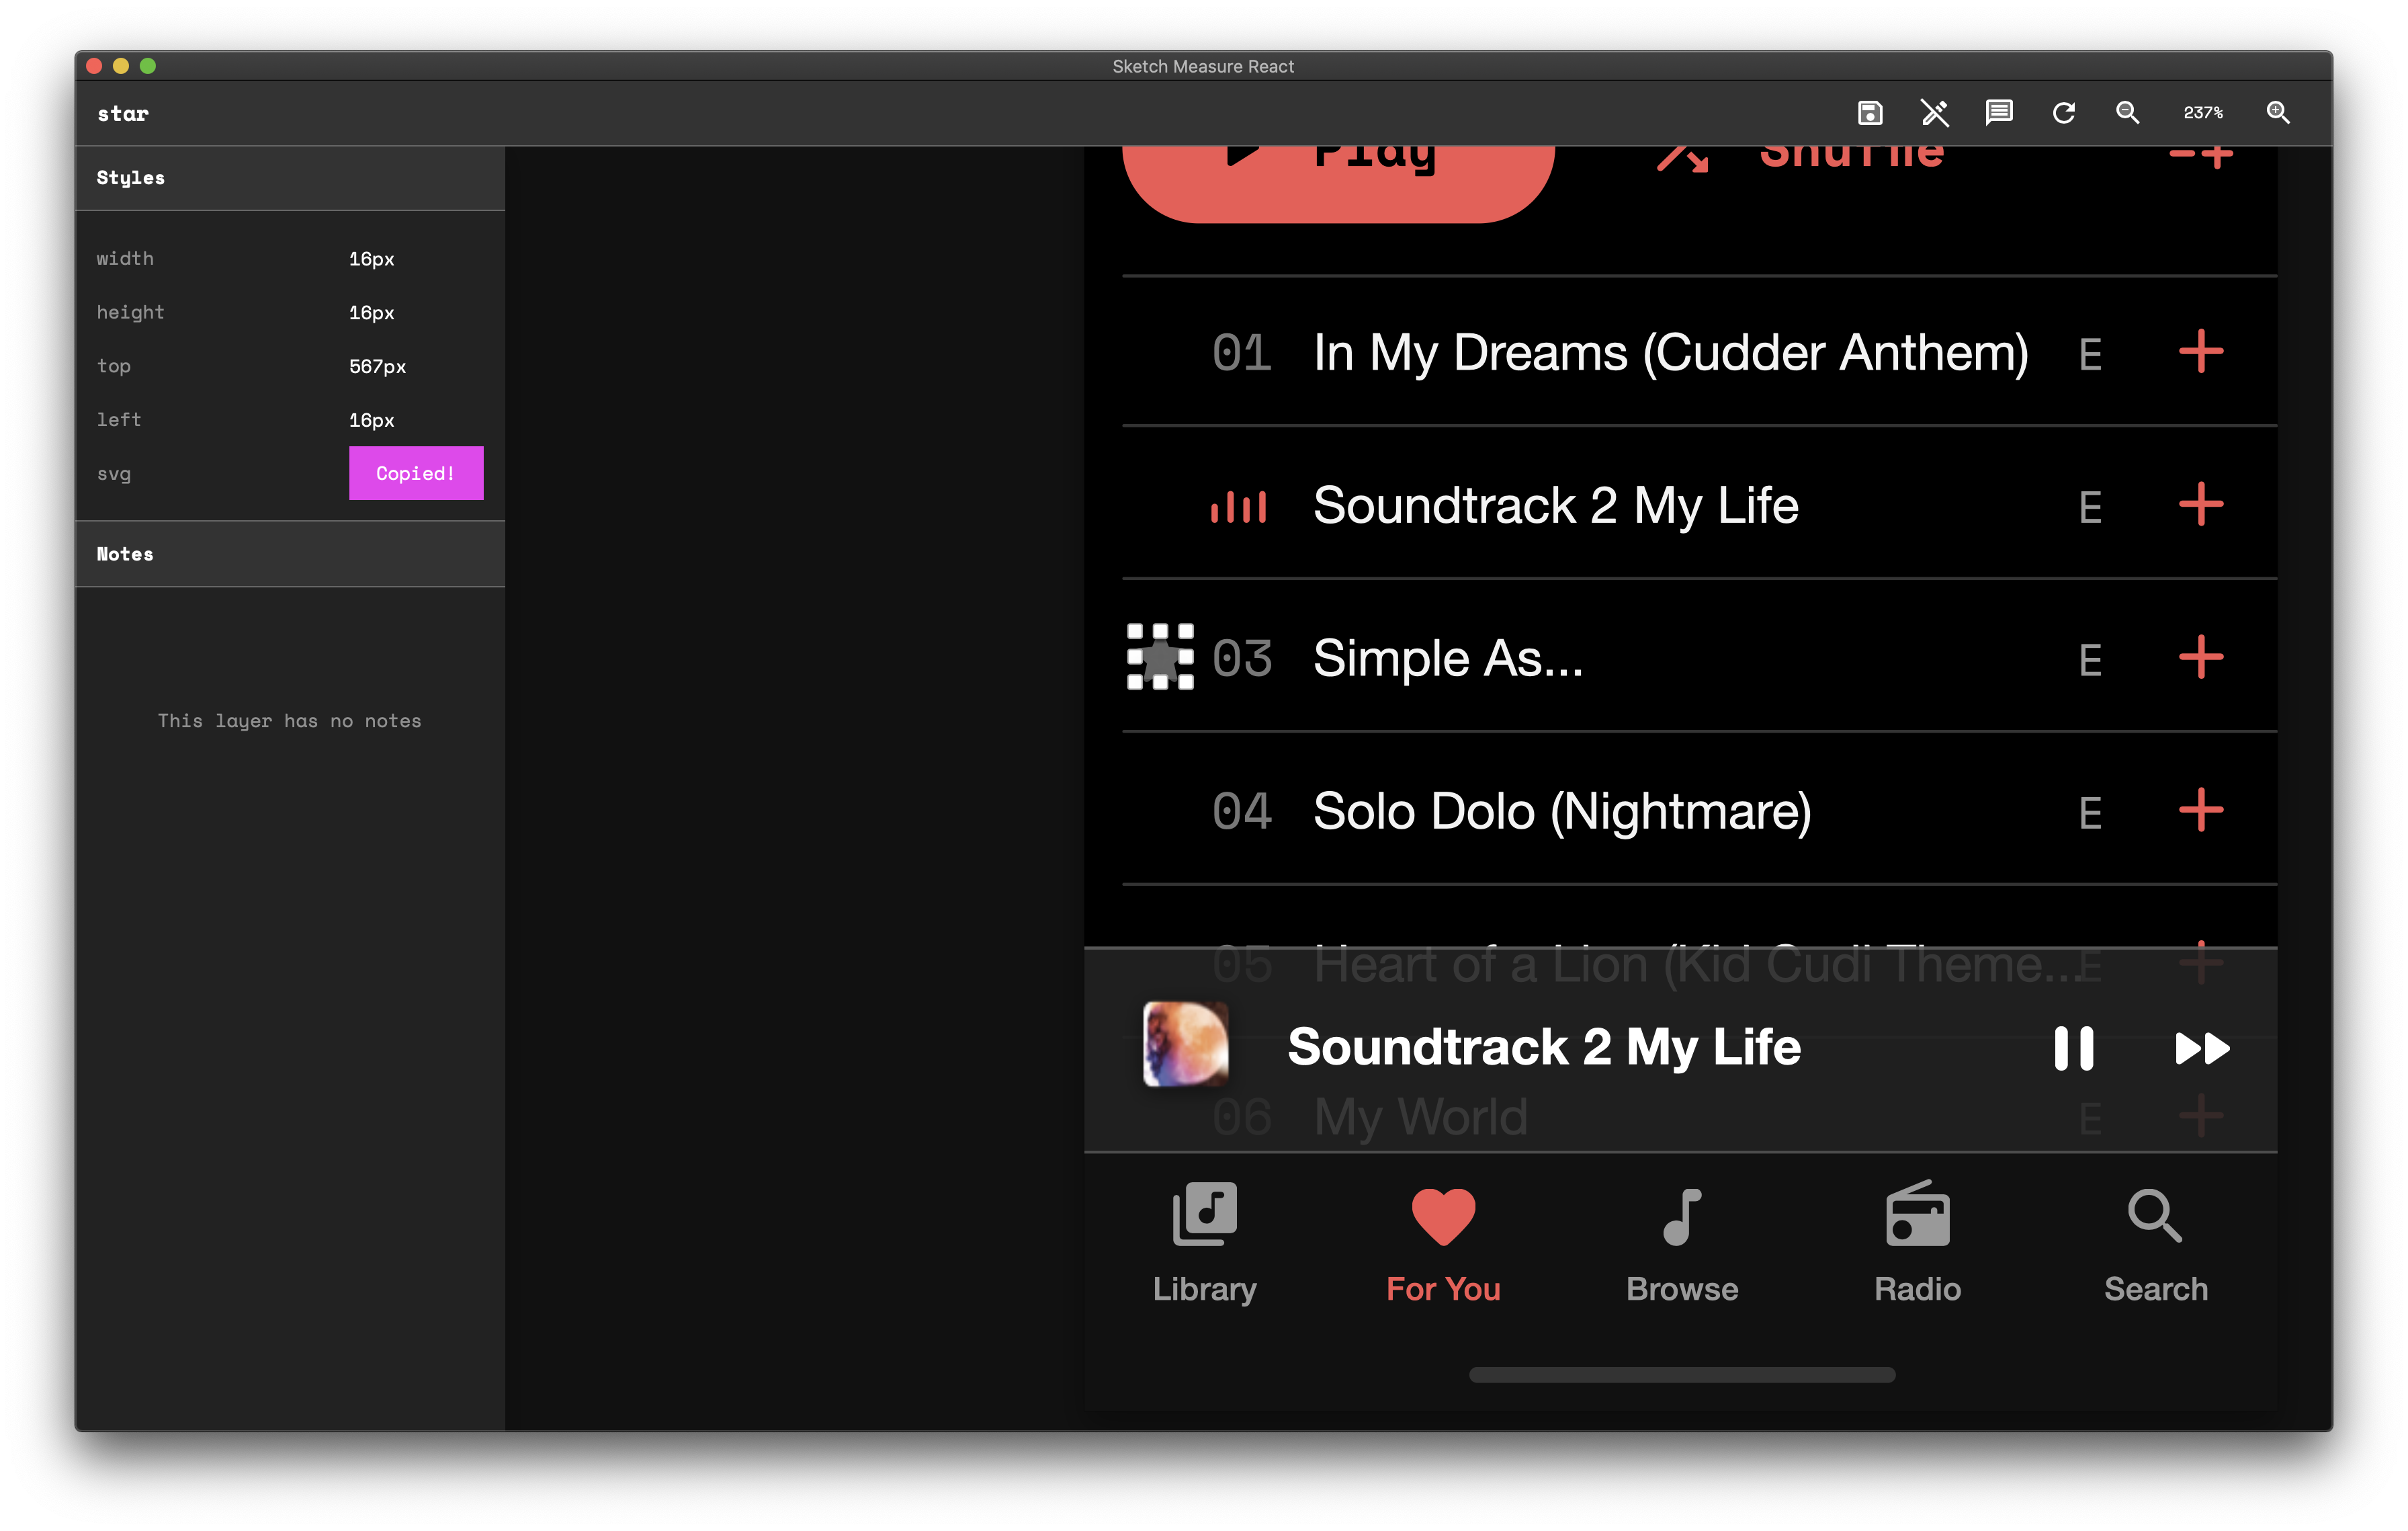 Sketch Measure React
star
237%
Styles
width 16px
height 16px
top 567px
left 16px
svg Copied!
Notes
This layer has no notes
Play Shuffle
01 In My Dreams (Cudder Anthem) E
Soundtrack 2 My Life E
03 Simple As... E
04 Solo Dolo (Nightmare) E
05 Heart of a Lion (Kid Cudi Theme... E
Soundtrack 2 My Life
06 My World E
Library For You Browse Radio Search